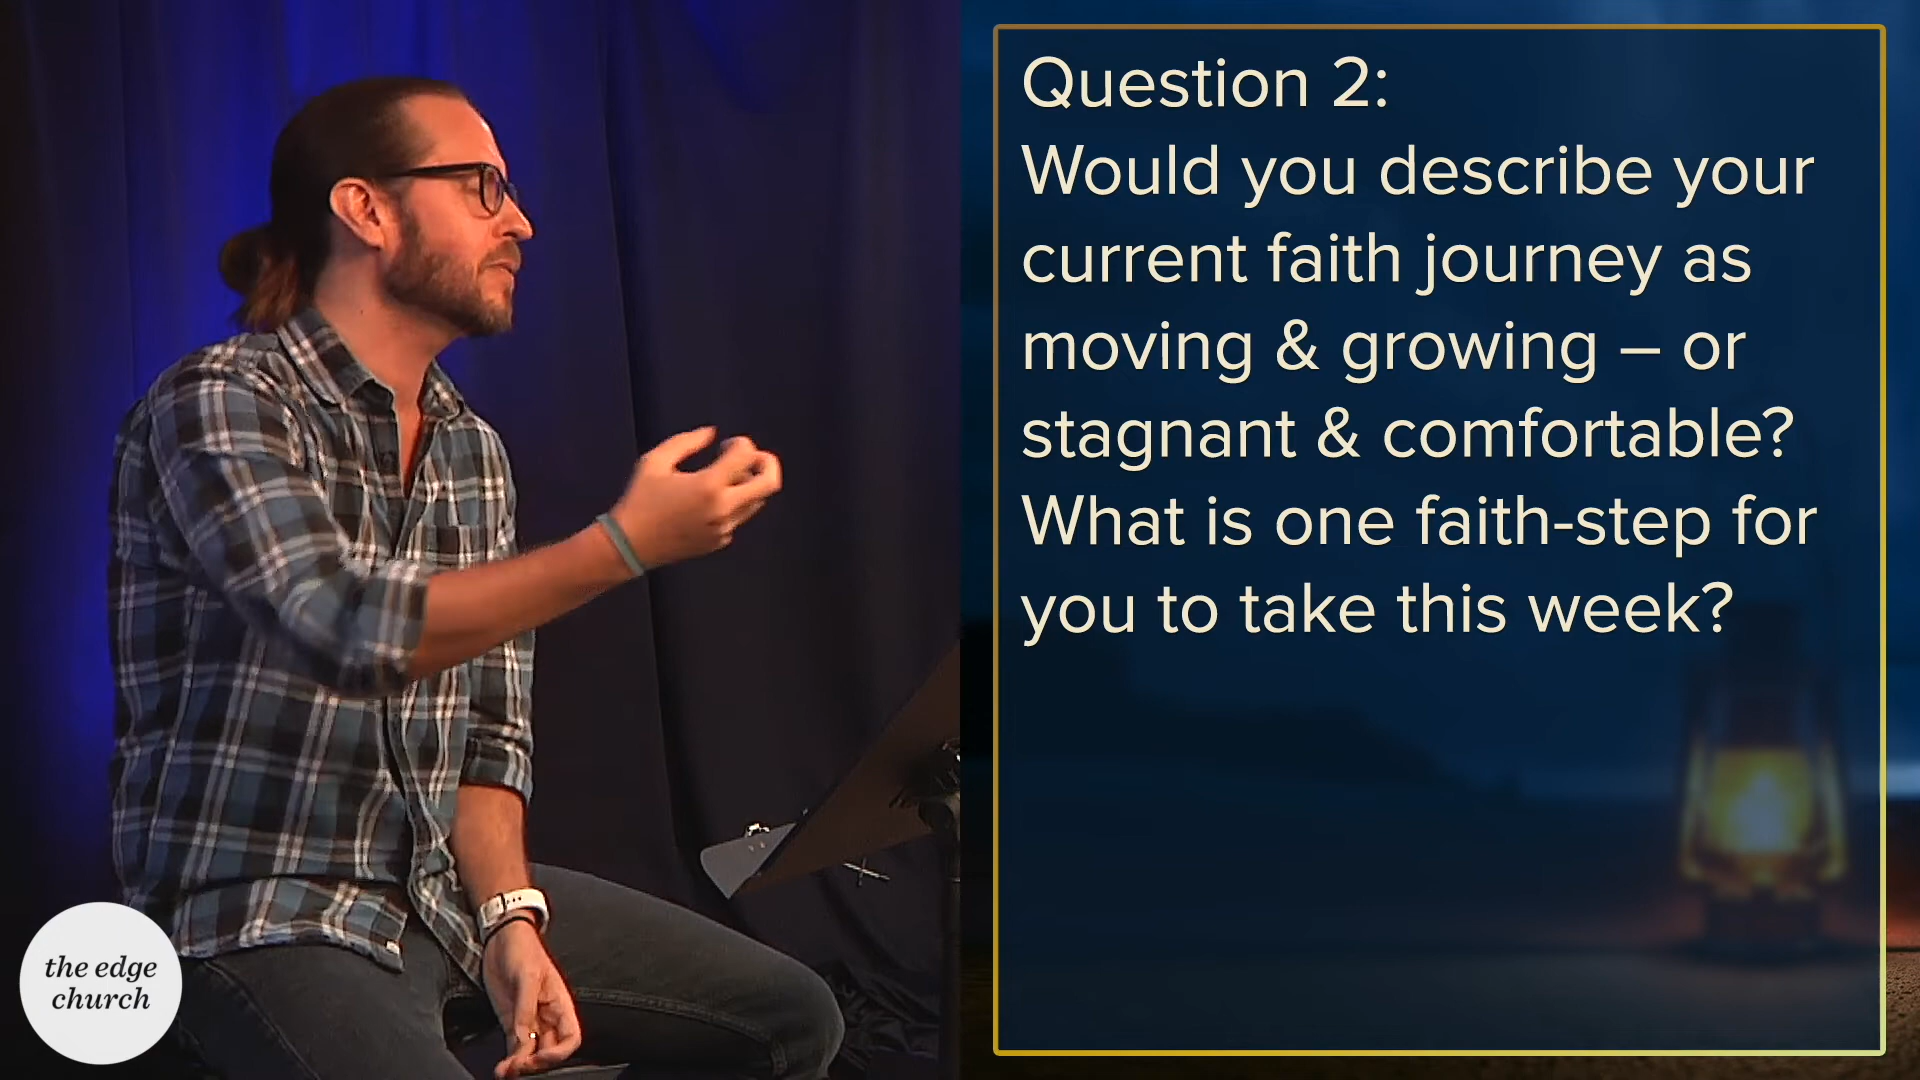 Question 2:
Would you describe your
current faith journey as
moving & growing – or
stagnant & comfortable?
What is one faith-step for
you to take this week?
the edge
church